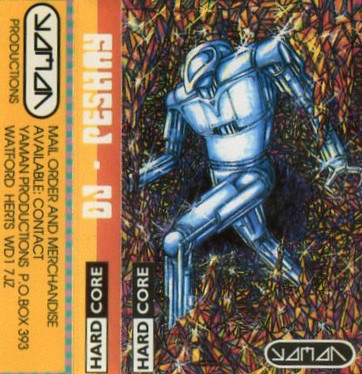 YAMAN
PRODUCTIONS
MAIL ORDER AND MERCHANDISE
AVAILABLE: CONTACT
YAMAN PRODUCTIONS P.O.BOX 393
WATFORD HERTS WD1 7JZ
DJ - PESHAY
HARD CORE
HARD CORE
YAMAN